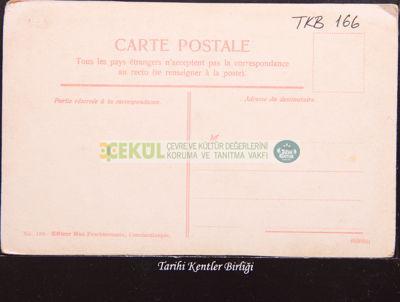 TKB 166
CARTE POSTALE
Tous les pays étrangers n'acceptent pas la correspondance
au recto (se renseigner à la poste).
Partie réservée à la correspondance.
Adresse du destinataire.
ÇEKÜL
ÇEVRE VE KÜLTÜR DEĞERLERİNİ
KORUMA VE TANITMA VAKFI
Editeur Max Fruchtermann, Constantinople.
Tarihi Kentler Birliği